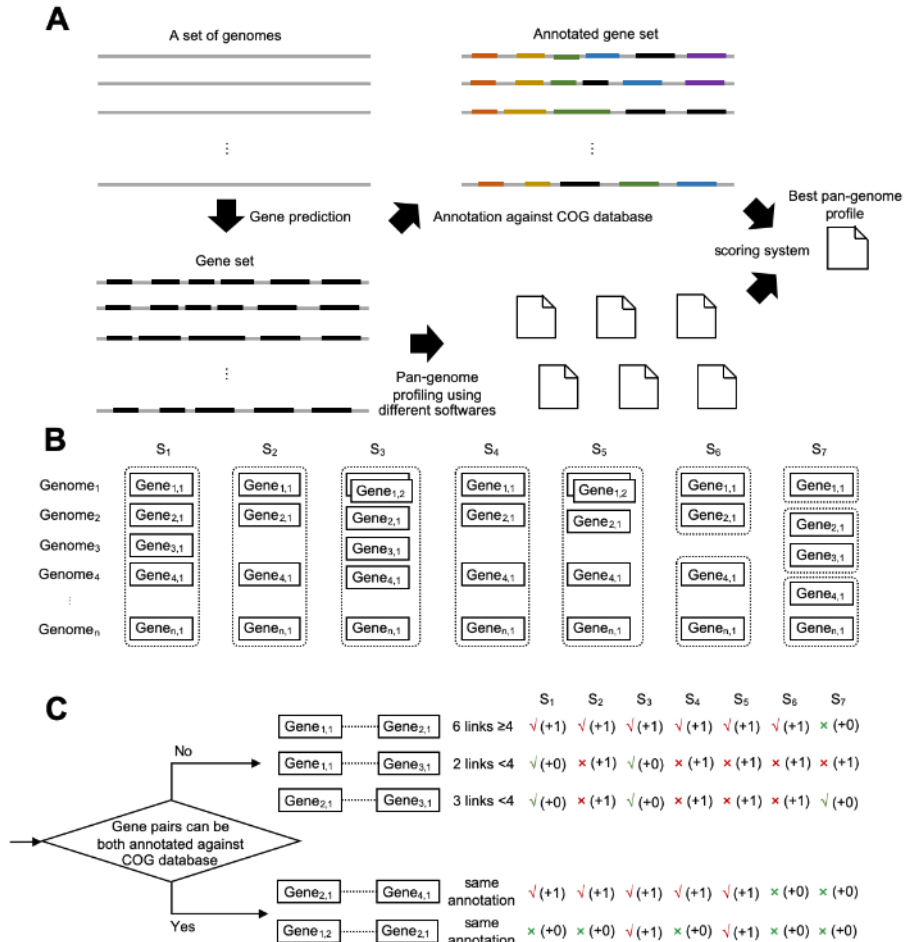 A
A set of genomes
Annotated gene set
⋮
⋮
Gene prediction
Annotation against COG database
Best pan-genome
profile
scoring system
Gene set
⋮
Pan-genome
profiling using
different softwares
B
S₁ S₂ S₃ S₄ S₅ S₆ S₇
Genome₁ Gene₁,₁ Gene₁,₁ Gene₁,₂ Gene₁,₁ Gene₁,₂ Gene₁,₁ Gene₁,₁
Genome₂ Gene₂,₁ Gene₂,₁ Gene₂,₁ Gene₂,₁ Gene₂,₁ Gene₂,₁ Gene₂,₁
Genome₃ Gene₃,₁ Gene₃,₁ Gene₃,₁
Genome₄ Gene₄,₁ Gene₄,₁ Gene₄,₁ Gene₄,₁ Gene₄,₁ Gene₄,₁ Gene₄,₁
⋮
Genomeₙ Geneₙ,₁ Geneₙ,₁ Geneₙ,₁ Geneₙ,₁ Geneₙ,₁ Geneₙ,₁ Geneₙ,₁
C
S₁ S₂ S₃ S₄ S₅ S₆ S₇
Gene₁,₁ Gene₂,₁ 6 links ≥4 √ (+1) √ (+1) √ (+1) √ (+1) √ (+1) √ (+1) × (+0)
No
Gene₁,₁ Gene₃,₁ 2 links <4 √ (+0) × (+1) √ (+0) × (+1) × (+1) × (+1) × (+1)
Gene₂,₁ Gene₃,₁ 3 links <4 √ (+0) × (+1) √ (+0) × (+1) × (+1) × (+1) √ (+0)
Gene pairs can be
both annotated against
COG database
Gene₂,₁ Gene₄,₁ same
annotation √ (+1) √ (+1) √ (+1) √ (+1) √ (+1) × (+0) × (+0)
Yes
Gene₁,₂ Gene₂,₁ same
annotation × (+0) × (+0) √ (+1) × (+0) √ (+1) × (+0) × (+0)